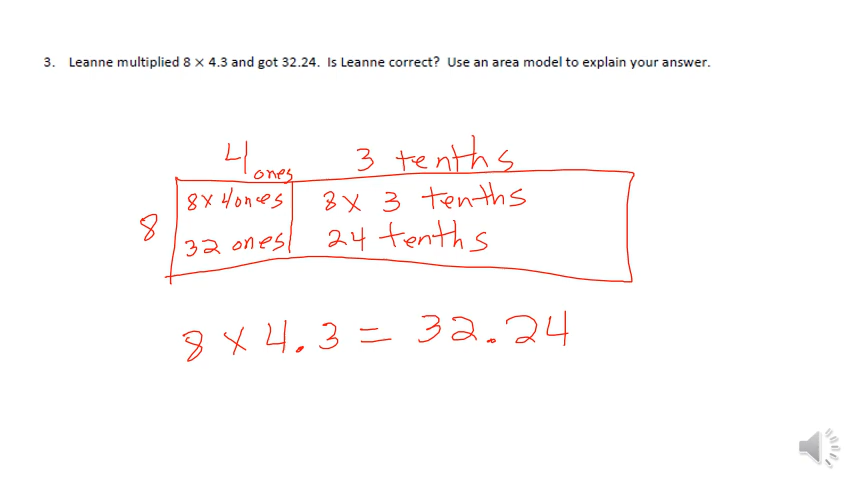 3. Leanne multiplied 8 × 4.3 and got 32.24. Is Leanne correct? Use an area model to explain your answer.
4 ones 3 tenths
8 × 4 ones 8 × 3 tenths
8
32 ones 24 tenths
8 × 4.3 = 32.24